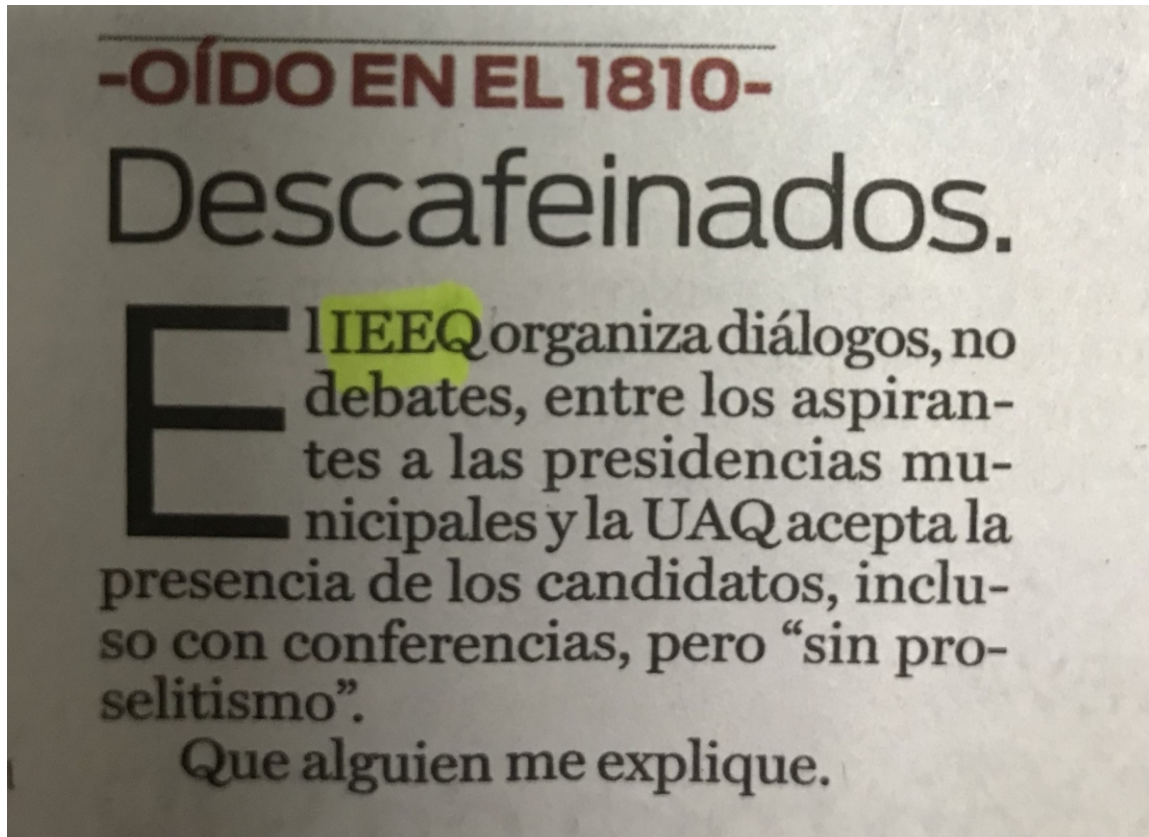 -OÍDO EN EL 1810-
Descafeinados.
El IEEQ organiza diálogos, no
debates, entre los aspiran-
tes a las presidencias mu-
nicipales y la UAQ acepta la
presencia de los candidatos, inclu-
so con conferencias, pero “sin pro-
selitismo”.
Que alguien me explique.